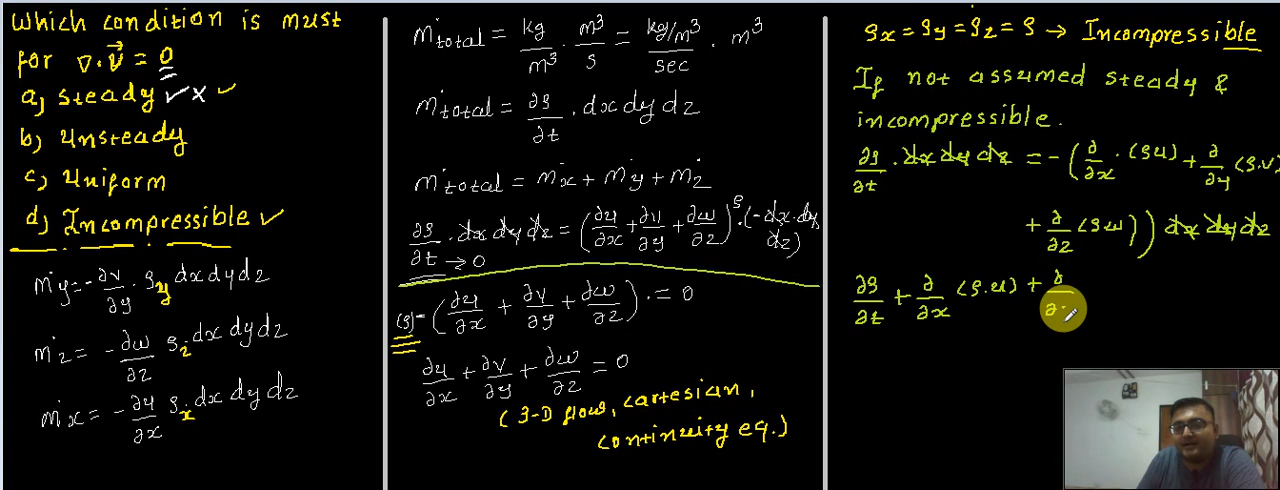 Which condition is must
for ∇.V⃗ = 0
a) steady ✓ x ✓
b) Unsteady
c) Uniform
d) Incompressible ✓
ṁy = -∂v/∂y . ρy dx dy dz
ṁz = -∂w/∂z ρz dx dy dz
ṁx = -∂u/∂x ρx dx dy dz
ṁtotal = kg/m³ . m³/s = kg/m³/sec . m³
ṁtotal = ∂ρ/∂t . dx dy dz
ṁtotal = ṁx + ṁy + ṁz
∂ρ/∂t . dx dy dz = (∂u/∂x + ∂v/∂y + ∂w/∂z) ρ . (-dx . dy dz)
→ 0
(ρ) - (∂u/∂x + ∂v/∂y + ∂w/∂z) . = 0
∂u/∂x + ∂v/∂y + ∂w/∂z = 0
(3-D flow, cartesian,
continuity eq.)
ρx = ρy = ρz = ρ → Incompressible
If not assumed steady &
incompressible.
∂ρ/∂t . dx dy dz = - (∂/∂x . (ρu) + ∂/∂y (ρ.v)
+ ∂/∂z (ρw)) dx dy dz
∂ρ/∂t + ∂/∂x (ρ.u) + ∂/∂